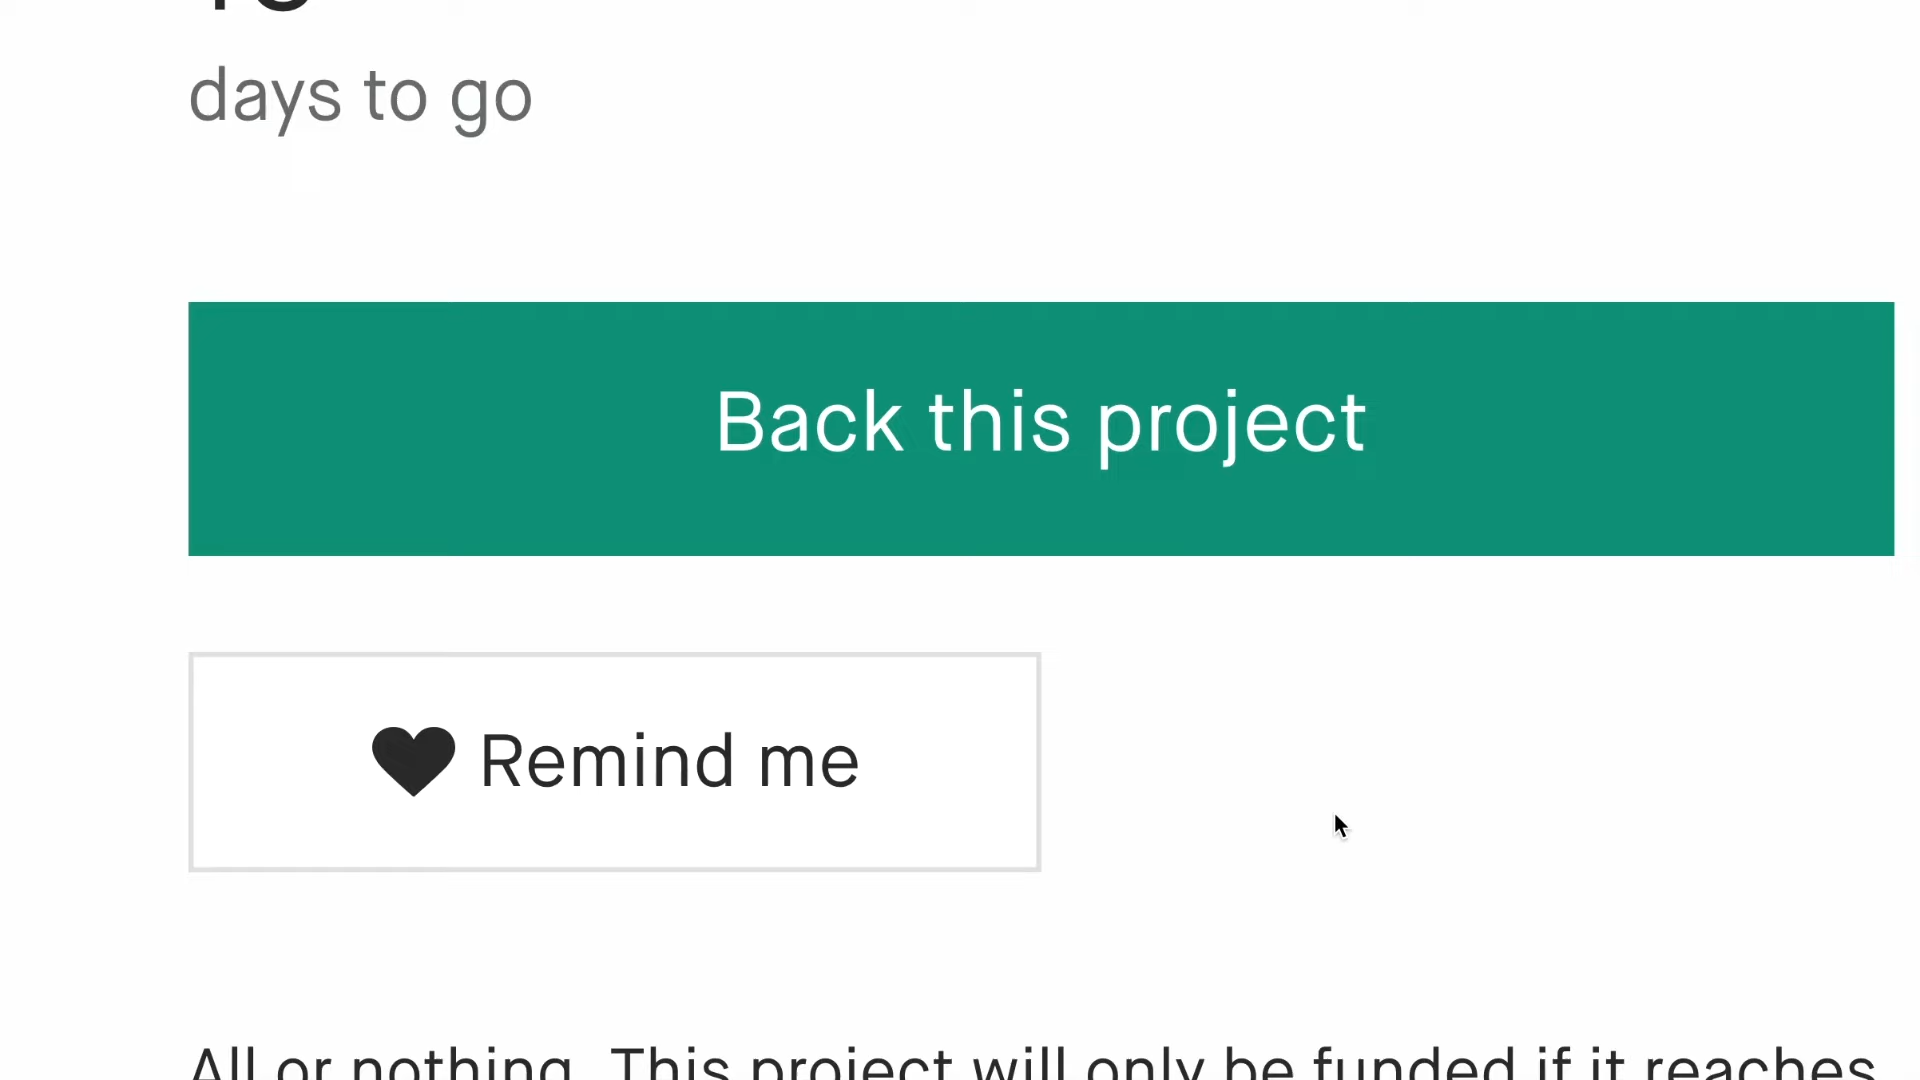 days to go
Back this project
Remind me
All or nothing. This project will only be funded if it reaches